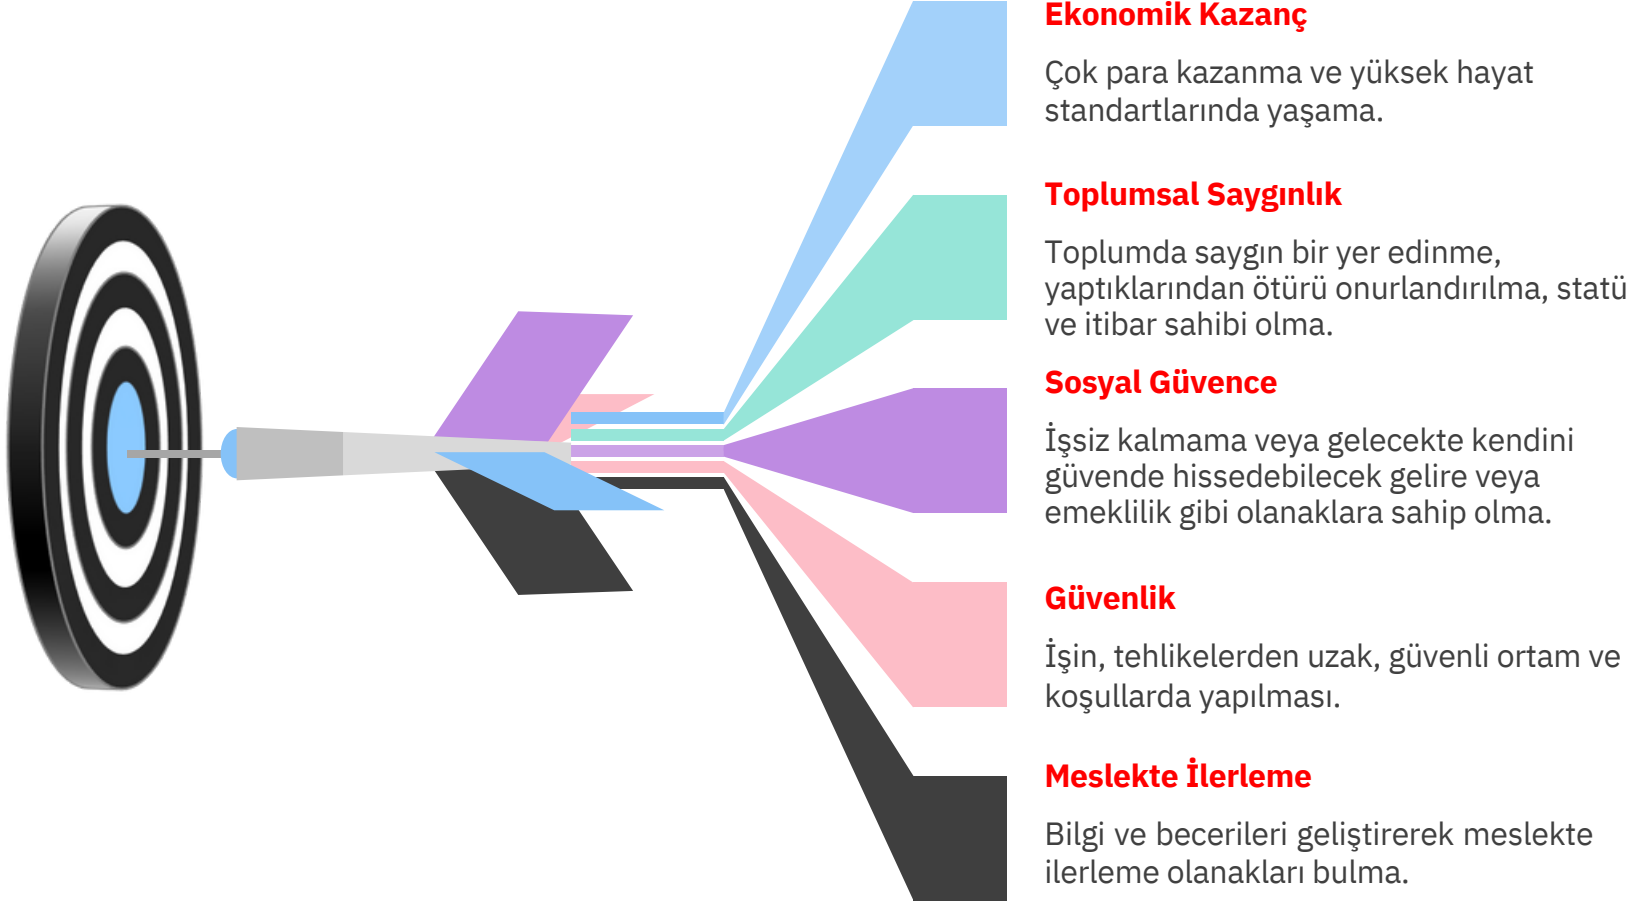 Ekonomik Kazanç
Çok para kazanma ve yüksek hayat
standartlarında yaşama.
Toplumsal Saygınlık
Toplumda saygın bir yer edinme,
yaptıklarından ötürü onurlandırılma, statü
ve itibar sahibi olma.
Sosyal Güvence
İşsiz kalmama veya gelecekte kendini
güvende hissedebilecek gelire veya
emeklilik gibi olanaklara sahip olma.
Güvenlik
İşin, tehlikelerden uzak, güvenli ortam ve
koşullarda yapılması.
Meslekte İlerleme
Bilgi ve becerileri geliştirerek meslekte
ilerleme olanakları bulma.